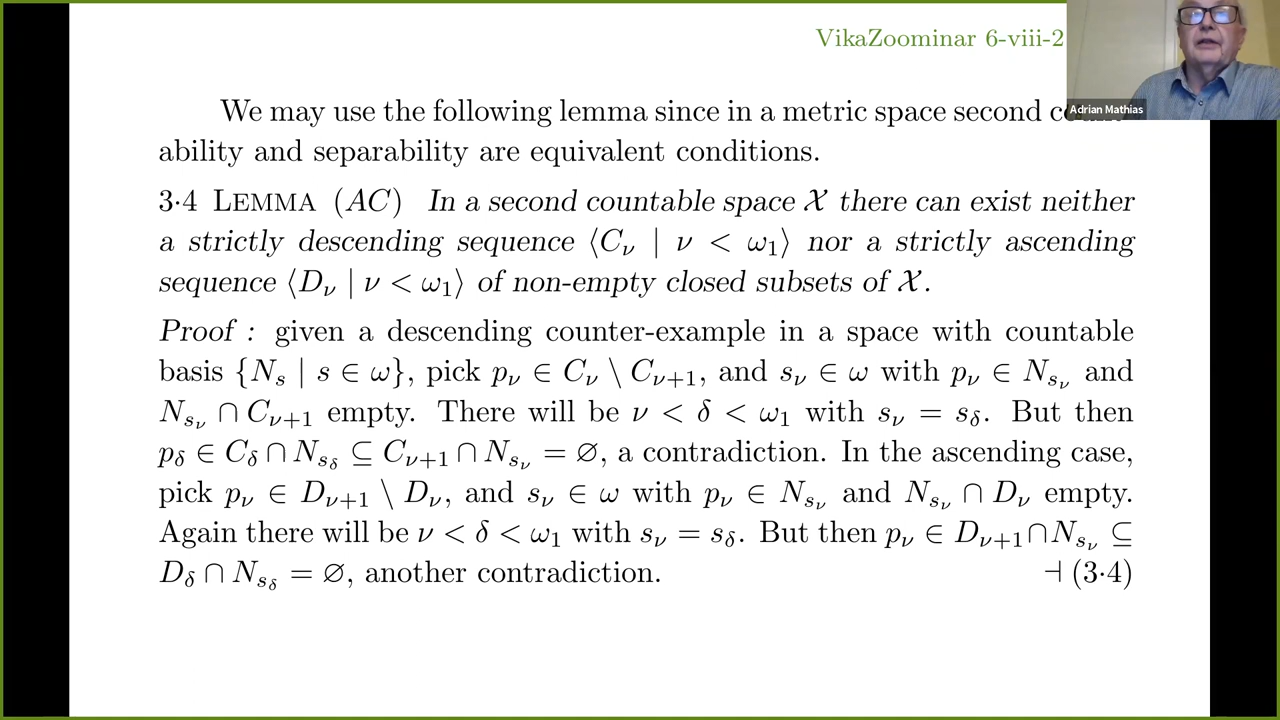 VikaZoominar 6-viii-2
Adrian Mathias
We may use the following lemma since in a metric space second
ability and separability are equivalent conditions.
3·4 LEMMA (AC) In a second countable space 𝒳 there can exist neither
a strictly descending sequence ⟨C_ν | ν < ω₁⟩ nor a strictly ascending
sequence ⟨D_ν | ν < ω₁⟩ of non-empty closed subsets of 𝒳.
Proof : given a descending counter-example in a space with countable
basis {N_s | s ∈ ω}, pick p_ν ∈ C_ν \ C_{ν+1}, and s_ν ∈ ω with p_ν ∈ N_{s_ν} and
N_{s_ν} ∩ C_{ν+1} empty. There will be ν < δ < ω₁ with s_ν = s_δ. But then
p_δ ∈ C_δ ∩ N_{s_δ} ⊆ C_{ν+1} ∩ N_{s_ν} = ∅, a contradiction. In the ascending case,
pick p_ν ∈ D_{ν+1} \ D_ν, and s_ν ∈ ω with p_ν ∈ N_{s_ν} and N_{s_ν} ∩ D_ν empty.
Again there will be ν < δ < ω₁ with s_ν = s_δ. But then p_ν ∈ D_{ν+1} ∩ N_{s_ν} ⊆
D_δ ∩ N_{s_δ} = ∅, another contradiction. ⊣ (3·4)